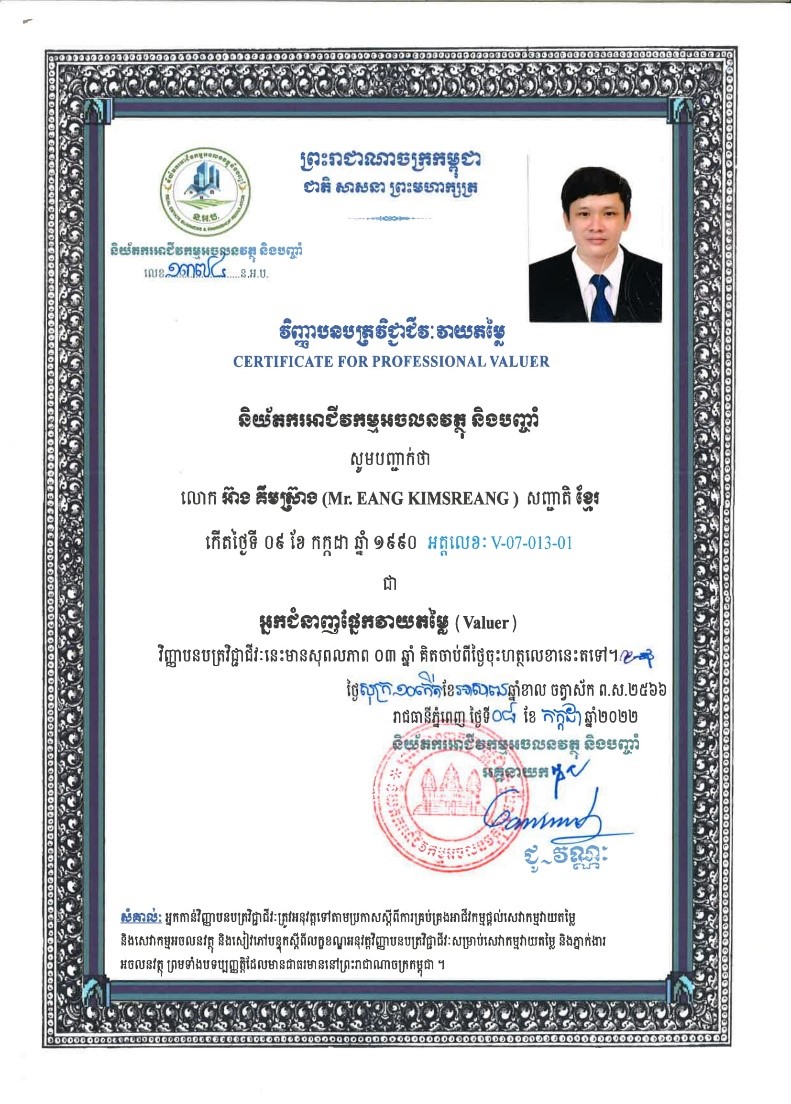 ព្រះរាជាណាចក្រកម្ពុជា
ជាតិ សាសនា ព្រះមហាក្សត្រ
REAL ESTATE BUSINESS & PAWNSHOP REGULATOR
ន.អ.ប.
និយ័តករអាជីវកម្មអចលនវត្ថុ និងបញ្ចាំ
លេខ ១៣៧៤ ន.អ.ប.
វិញ្ញាបនបត្រវិជ្ជាជីវៈវាយតម្លៃ
CERTIFICATE FOR PROFESSIONAL VALUER
និយ័តករអាជីវកម្មអចលនវត្ថុ និងបញ្ចាំ
សូមបញ្ជាក់ថា
លោក អ៊ាង គីមស្រ៊ាង (Mr. EANG KIMSREANG ) សញ្ជាតិ ខ្មែរ
កើតថ្ងៃទី ០៩ ខែ កក្កដា ឆ្នាំ ១៩៩០ អត្តលេខៈ V-07-013-01
ជា
អ្នកជំនាញផ្នែកវាយតម្លៃ ( Valuer )
វិញ្ញាបនបត្រវិជ្ជាជីវៈនេះមានសុពលភាព ០៣ ឆ្នាំ គិតចាប់ពីថ្ងៃចុះហត្ថលេខានេះតទៅ។
ថ្ងៃសុក្រ ១០កើត ខែអាសាឍ ឆ្នាំខាល ចត្វាស័ក ព.ស.២៥៦៦
រាជធានីភ្នំពេញ ថ្ងៃទី ០៨ ខែ កក្កដា ឆ្នាំ២០២២
និយ័តករអាជីវកម្មអចលនវត្ថុ និងបញ្ចាំ
អគ្គនាយក
ជូ វណ្ណៈ
សំគាល់: អ្នកកាន់វិញ្ញាបនបត្រវិជ្ជាជីវៈត្រូវអនុវត្តទៅតាមប្រកាសស្តីពីការគ្រប់គ្រងអាជីវកម្មផ្តល់សេវាកម្មវាយតម្លៃ
និងសេវាកម្មអចលនវត្ថុ និងសៀវភៅបន្ទុកស្តីពីលក្ខខណ្ឌអនុវត្តវិញ្ញាបនបត្រវិជ្ជាជីវៈសម្រាប់សេវាកម្មវាយតម្លៃ និងភ្នាក់ងារ
អចលនវត្ថុ ព្រមទាំងបទប្បញ្ញត្តិដែលមានជាធរមាននៅព្រះរាជាណាចក្រកម្ពុជា ។